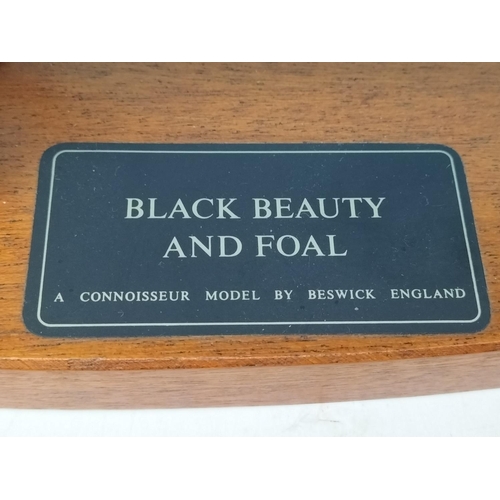 BLACK BEAUTY
AND FOAL
A CONNOISSEUR MODEL BY BESWICK ENGLAND